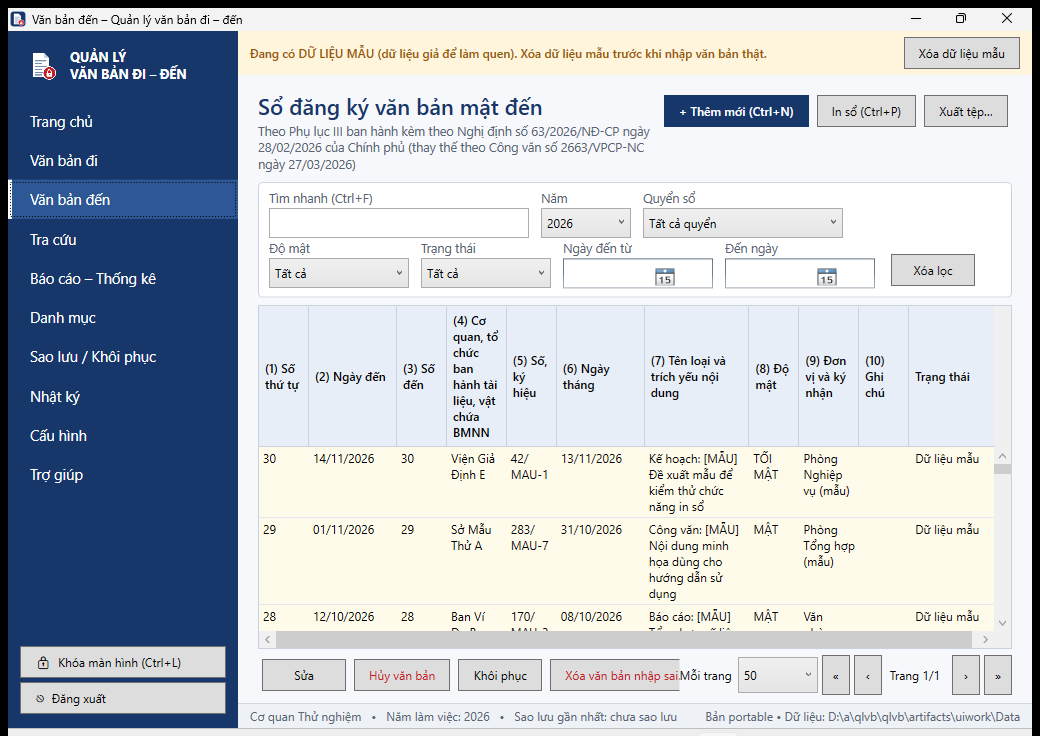 Văn bản đến – Quản lý văn bản đi – đến
QUẢN LÝ
VĂN BẢN ĐI – ĐẾN
Trang chủ
Văn bản đi
Văn bản đến
Tra cứu
Báo cáo – Thống kê
Danh mục
Sao lưu / Khôi phục
Nhật ký
Cấu hình
Trợ giúp
Khóa màn hình (Ctrl+L)
Đăng xuất
Đang có DỮ LIỆU MẪU (dữ liệu giả để làm quen). Xóa dữ liệu mẫu trước khi nhập văn bản thật.
Xóa dữ liệu mẫu
Sổ đăng ký văn bản mật đến
Theo Phụ lục III ban hành kèm theo Nghị định số 63/2026/NĐ-CP ngày
28/02/2026 của Chính phủ (thay thế theo Công văn số 2663/VPCP-NC
ngày 27/03/2026)
+ Thêm mới (Ctrl+N)
In sổ (Ctrl+P)
Xuất tệp...
Tìm nhanh (Ctrl+F)
Năm
Quyển sổ
2026
Tất cả quyển
Độ mật
Trạng thái
Ngày đến từ
Đến ngày
Tất cả
Tất cả
15
15
Xóa lọc
(1) Số
thứ tự
(2) Ngày đến
(3) Số
đến
(4) Cơ
quan, tổ
chức
ban
hành tài
liệu, vật
chứa
BMNN
(5) Số,
ký
hiệu
(6) Ngày
tháng
(7) Tên loại và
trích yếu nội
dung
(8) Độ
mật
(9) Đơn
vị và ký
nhận
(10)
Ghi
chú
Trạng thái
30
14/11/2026
30
Viện Giả
Định E
42/
MAU-1
13/11/2026
Kế hoạch: [MẪU]
Đề xuất mẫu để
kiểm thử chức
năng in sổ
TỐI
MẬT
Phòng
Nghiệp
vụ (mẫu)
Dữ liệu mẫu
29
01/11/2026
29
Sở Mẫu
Thử A
283/
MAU-7
31/10/2026
Công văn: [MẪU]
Nội dung minh
họa dùng cho
hướng dẫn sử
dụng
MẬT
Phòng
Tổng hợp
(mẫu)
Dữ liệu mẫu
28
12/10/2026
28
Ban Ví
170/
08/10/2026
Báo cáo: [MẪU]
MẬT
Văn
Dữ liệu mẫu
Sửa
Hủy văn bản
Khôi phục
Xóa văn bản nhập sai
Mỗi trang
50
«
‹
Trang 1/1
›
»
Cơ quan Thử nghiệm • Năm làm việc: 2026 • Sao lưu gần nhất: chưa sao lưu
Bản portable • Dữ liệu: D:\a\qlvb\qlvb\artifacts\uiwork\Data